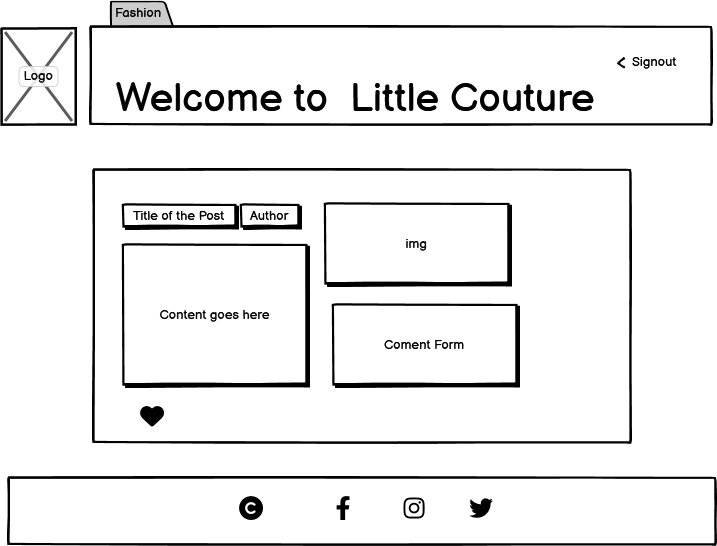 Fashion
Logo
Signout
Welcome to Little Couture
Title of the Post
Author
img
Content goes here
Coment Form